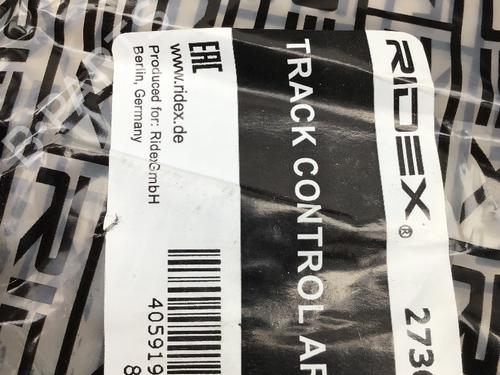 RIDEX®
273
TRACK CONTROL AR
EAC
www.ridex.de
Produced for: RidexGmbH
Berlin, Germany
405919
8